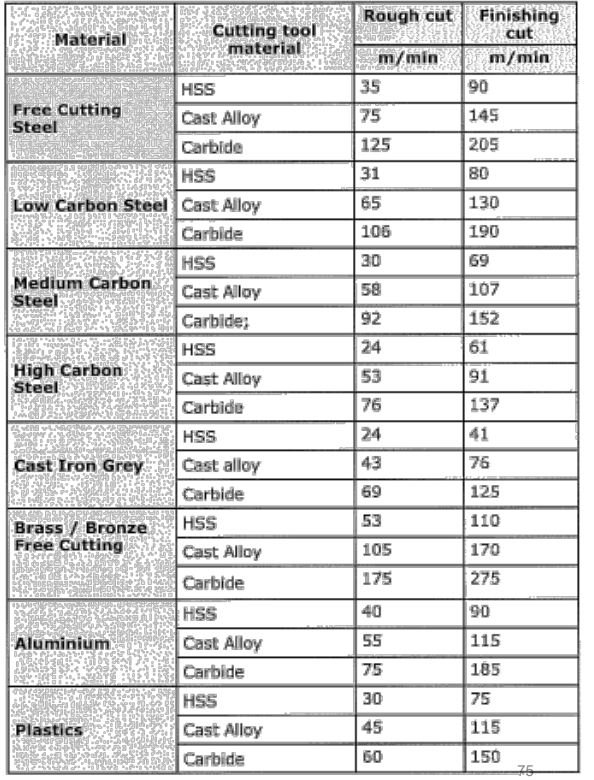 Material Cutting tool material Rough cut Finishing cut
m/min m/min
Free Cutting Steel HSS 35 90
Cast Alloy 75 145
Carbide 125 205
Low Carbon Steel HSS 31 80
Cast Alloy 65 130
Carbide 106 190
Medium Carbon Steel HSS 30 69
Cast Alloy 58 107
Carbide; 92 152
High Carbon Steel HSS 24 61
Cast Alloy 53 91
Carbide 76 137
Cast Iron Grey HSS 24 41
Cast alloy 43 76
Carbide 69 125
Brass / Bronze Free Cutting HSS 53 110
Cast Alloy 105 170
Carbide 175 275
Aluminium HSS 40 90
Cast Alloy 55 115
Carbide 75 185
Plastics HSS 30 75
Cast Alloy 45 115
Carbide 60 150
75